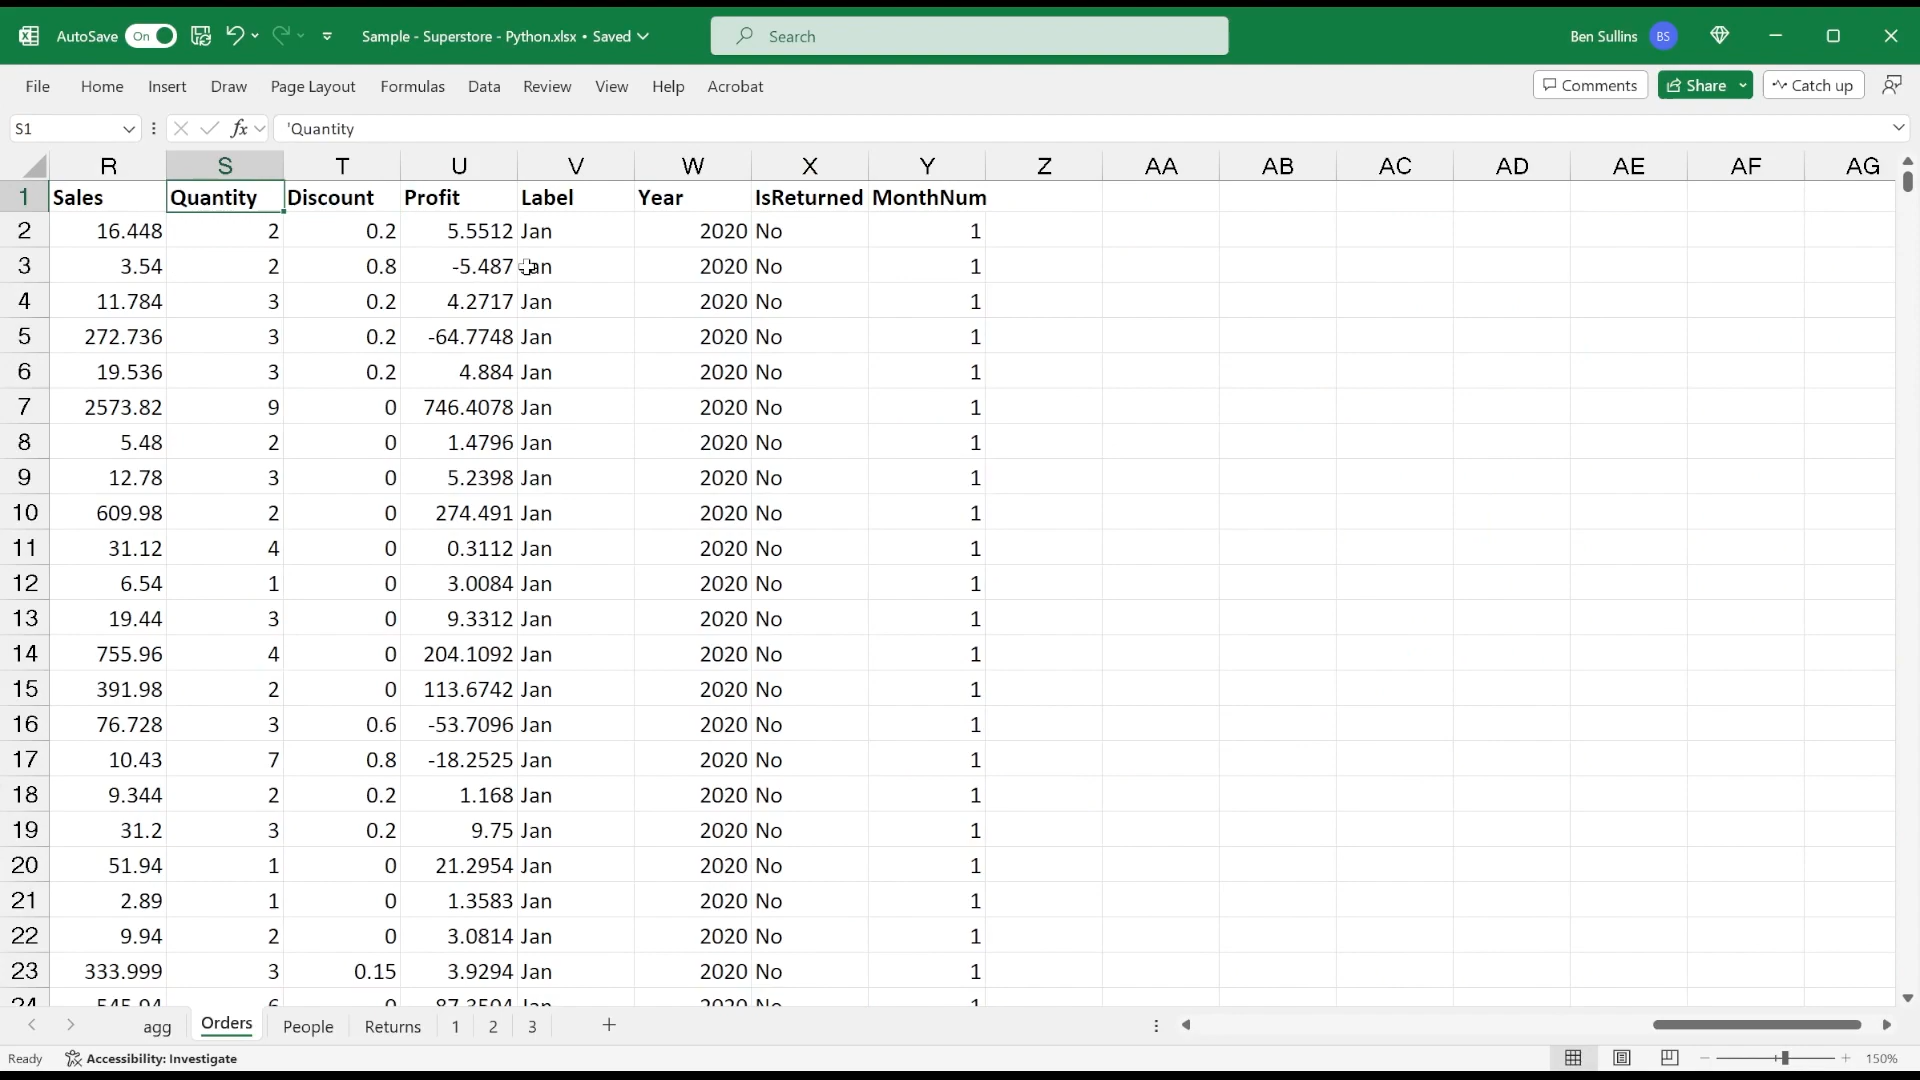 AutoSave On Sample - Superstore - Python.xlsx • Saved Search Ben Sullins BS
File Home Insert Draw Page Layout Formulas Data Review View Help Acrobat Comments Share Catch up
S1 fx 'Quantity
R S T U V W X Y Z AA AB AC AD AE AF AG
1 Sales Quantity Discount Profit Label Year IsReturned MonthNum
2 16.448 2 0.2 5.5512 Jan 2020 No 1
3 3.54 2 0.8 -5.487 Jan 2020 No 1
4 11.784 3 0.2 4.2717 Jan 2020 No 1
5 272.736 3 0.2 -64.7748 Jan 2020 No 1
6 19.536 3 0.2 4.884 Jan 2020 No 1
7 2573.82 9 0 746.4078 Jan 2020 No 1
8 5.48 2 0 1.4796 Jan 2020 No 1
9 12.78 3 0 5.2398 Jan 2020 No 1
10 609.98 2 0 274.491 Jan 2020 No 1
11 31.12 4 0 0.3112 Jan 2020 No 1
12 6.54 1 0 3.0084 Jan 2020 No 1
13 19.44 3 0 9.3312 Jan 2020 No 1
14 755.96 4 0 204.1092 Jan 2020 No 1
15 391.98 2 0 113.6742 Jan 2020 No 1
16 76.728 3 0.6 -53.7096 Jan 2020 No 1
17 10.43 7 0.8 -18.2525 Jan 2020 No 1
18 9.344 2 0.2 1.168 Jan 2020 No 1
19 31.2 3 0.2 9.75 Jan 2020 No 1
20 51.94 1 0 21.2954 Jan 2020 No 1
21 2.89 1 0 1.3583 Jan 2020 No 1
22 9.94 2 0 3.0814 Jan 2020 No 1
23 333.999 3 0.15 3.9294 Jan 2020 No 1
24 545.94 6 0 87.3504 Jan 2020 No 1
agg Orders People Returns 1 2 3
Ready Accessibility: Investigate 150%